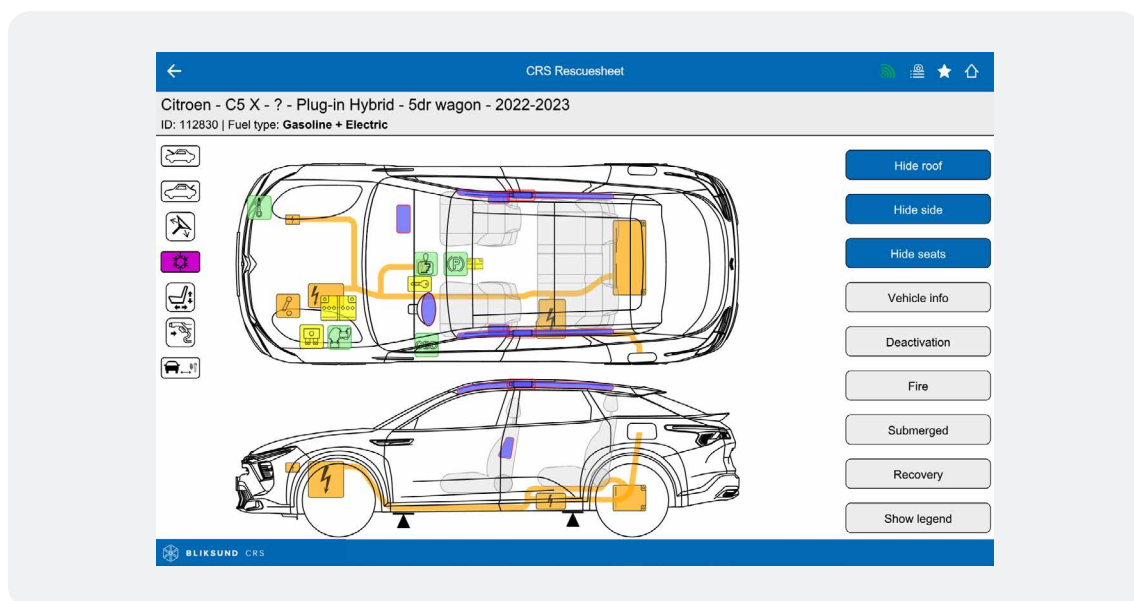 CRS Rescuesheet
Citroen - C5 X - ? - Plug-in Hybrid - 5dr wagon - 2022-2023
ID: 112830 | Fuel type: Gasoline + Electric
Hide roof
Hide side
Hide seats
Vehicle info
Deactivation
Fire
Submerged
Recovery
Show legend
(P)
BLIKSUND CRS